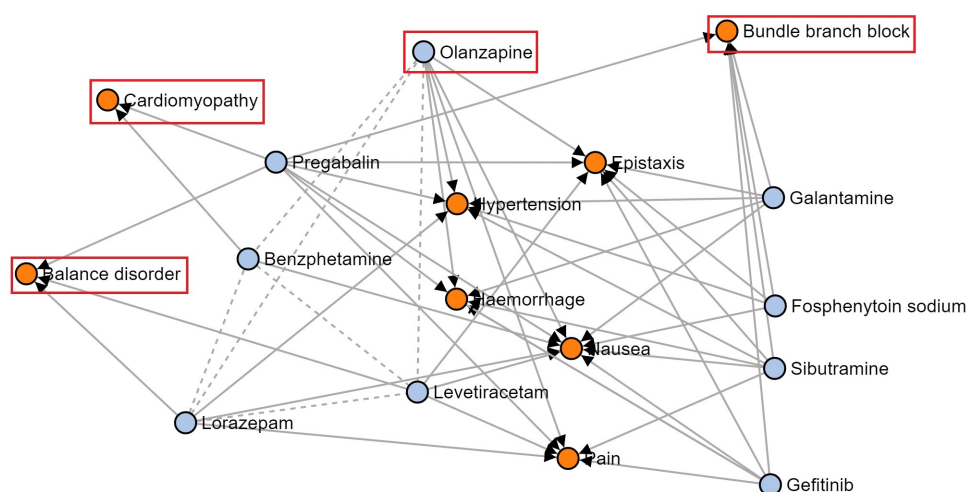 Bundle branch block
Olanzapine
Cardiomyopathy
Pregabalin
Epistaxis
Galantamine
Hypertension
Benzphetamine
Balance disorder
Haemorrhage
Fosphenytoin sodium
Nausea
Sibutramine
Levetiracetam
Lorazepam
Pain
Gefitinib